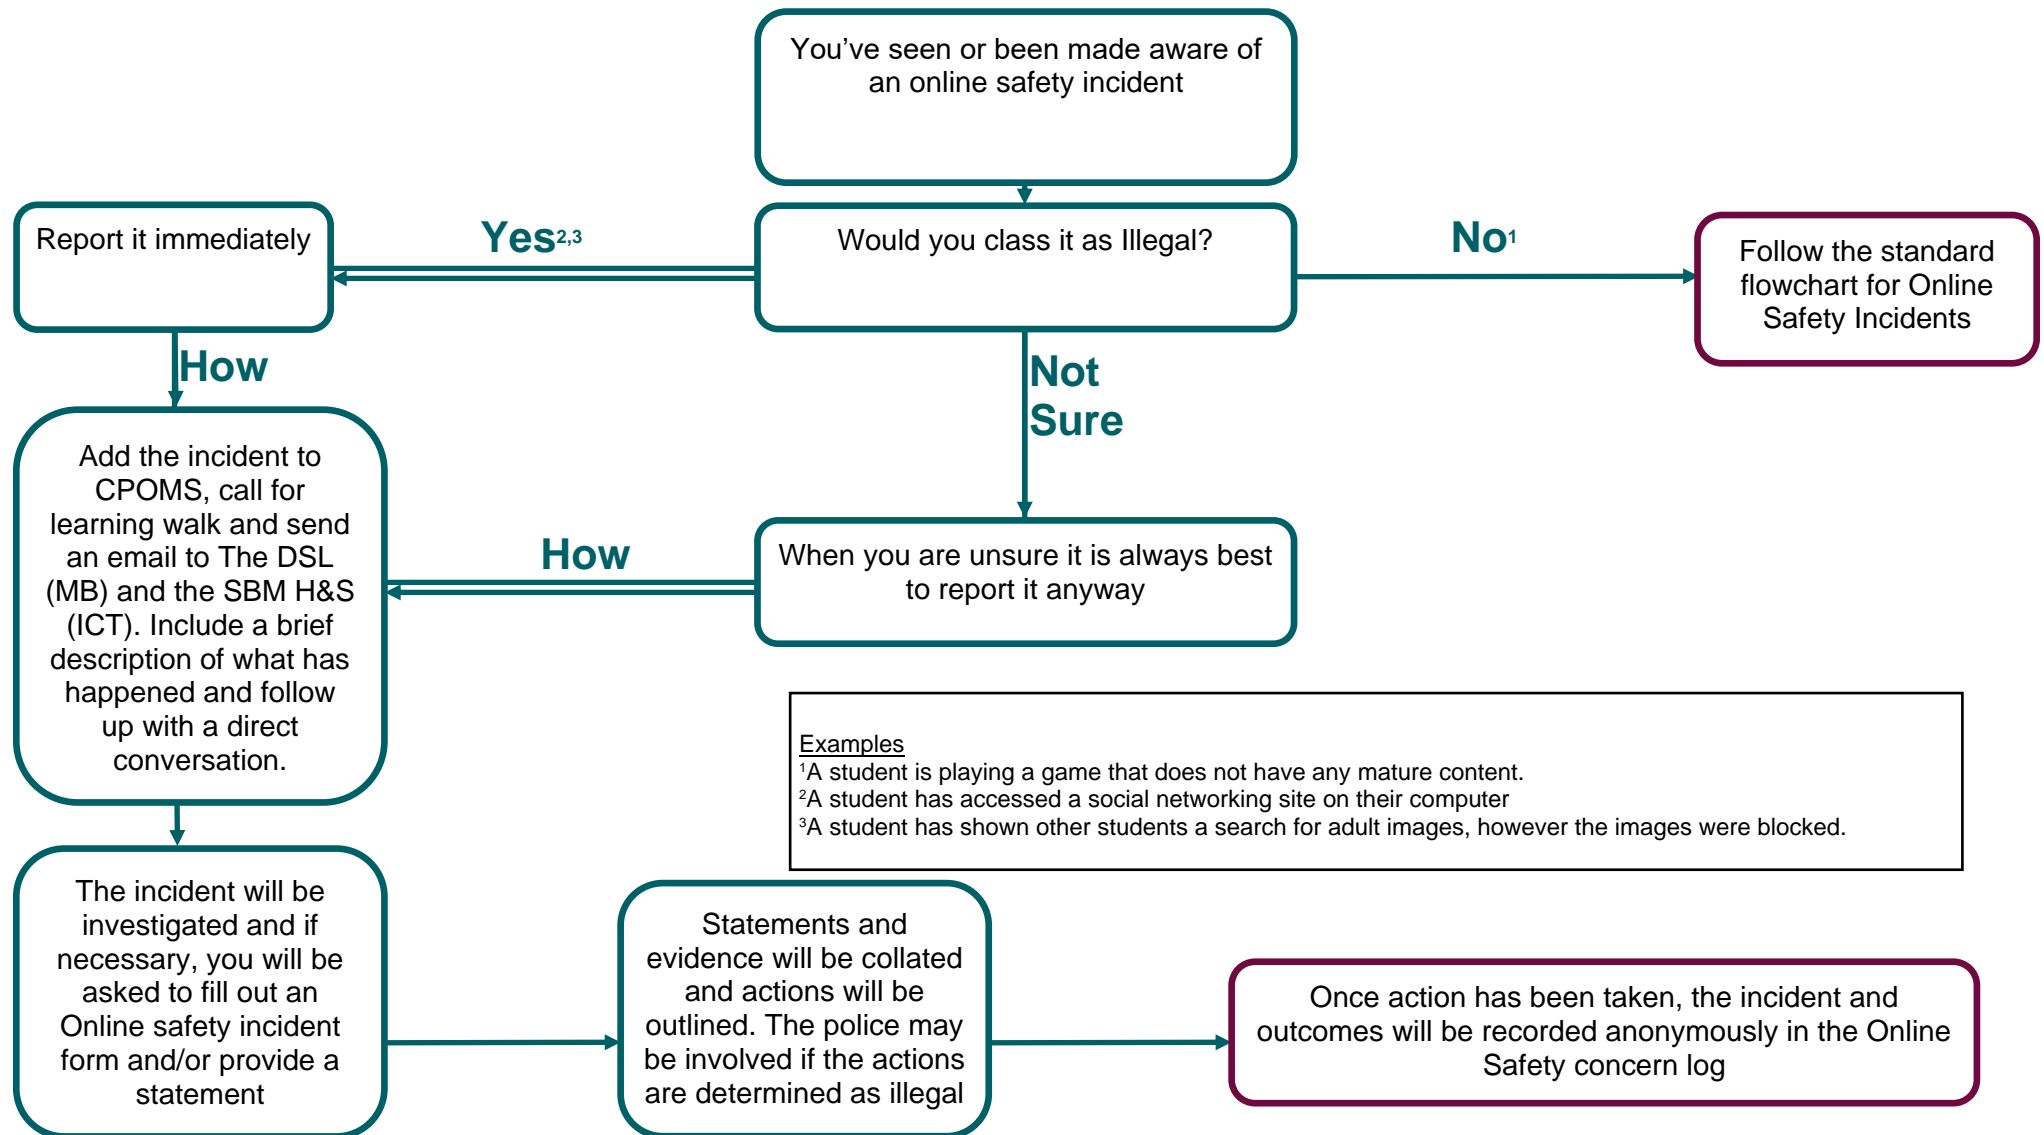 You’ve seen or been made aware of
an online safety incident
Report it immediately
Yes2,3
Would you class it as Illegal?
No1
Follow the standard
flowchart for Online
Safety Incidents
How
Not
Sure
Add the incident to
CPOMS, call for
learning walk and send
an email to The DSL
(MB) and the SBM H&S
(ICT). Include a brief
description of what has
happened and follow
up with a direct
conversation.
How
When you are unsure it is always best
to report it anyway
Examples
1A student is playing a game that does not have any mature content.
2A student has accessed a social networking site on their computer
3A student has shown other students a search for adult images, however the images were blocked.
The incident will be
investigated and if
necessary, you will be
asked to fill out an
Online safety incident
form and/or provide a
statement
Statements and
evidence will be collated
and actions will be
outlined. The police may
be involved if the actions
are determined as illegal
Once action has been taken, the incident and
outcomes will be recorded anonymously in the Online
Safety concern log